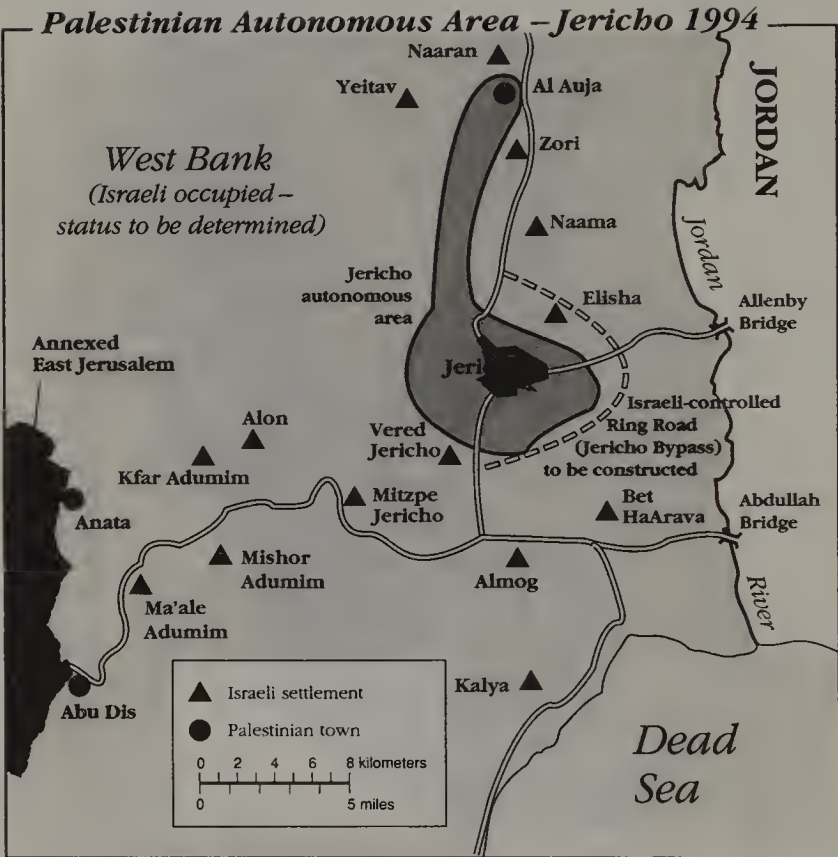 Palestinian Autonomous Area – Jericho 1994
Naaran
Yeitav
Al Auja
JORDAN
Zori
West Bank
(Israeli occupied –
status to be determined)
Naama
Jordan
Jericho
autonomous
area
Elisha
Allenby
Bridge
Annexed
East Jerusalem
Jeri
Israeli-controlled
Ring Road
(Jericho Bypass)
to be constructed
Alon
Vered
Jericho
Kfar Adumim
Mitzpe
Jericho
Bet
HaArava
Abdullah
Bridge
Anata
Mishor
Adumim
Almog
River
Ma'ale
Adumim
Kalya
Abu Dis
Israeli settlement
Palestinian town
0 2 4 6 8 kilometers
0 5 miles
Dead
Sea